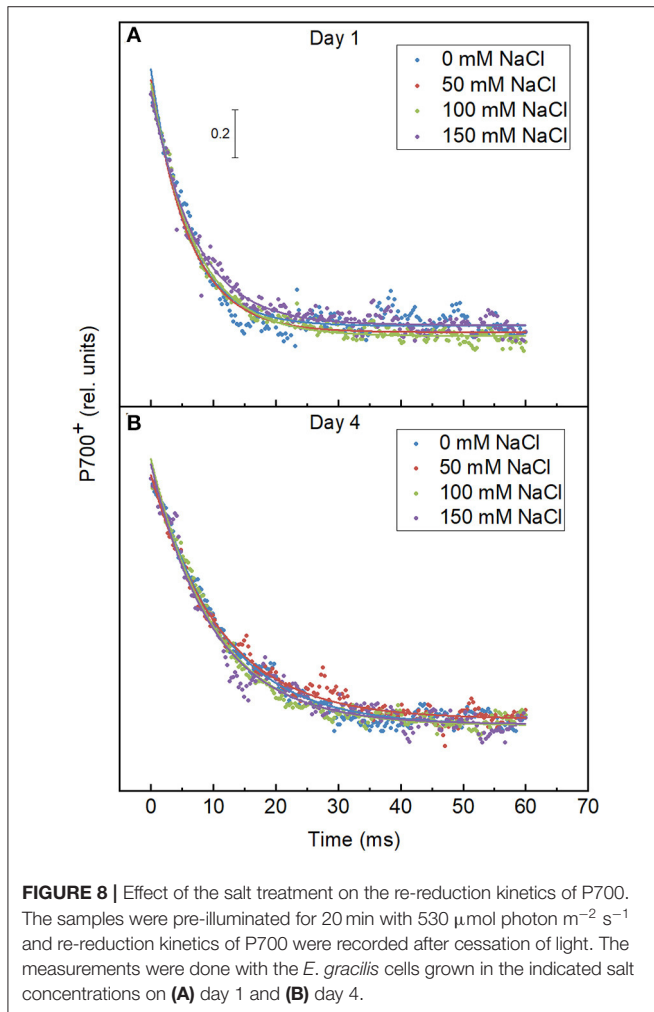 A
Day 1
0 mM NaCl
50 mM NaCl
100 mM NaCl
150 mM NaCl
0.2
P700+ (rel. units)
B
Day 4
0 mM NaCl
50 mM NaCl
100 mM NaCl
150 mM NaCl
0 10 20 30 40 50 60 70
Time (ms)
FIGURE 8 | Effect of the salt treatment on the re-reduction kinetics of P700.
The samples were pre-illuminated for 20 min with 530 μmol photon m−2 s−1
and re-reduction kinetics of P700 were recorded after cessation of light. The
measurements were done with the E. gracilis cells grown in the indicated salt
concentrations on (A) day 1 and (B) day 4.